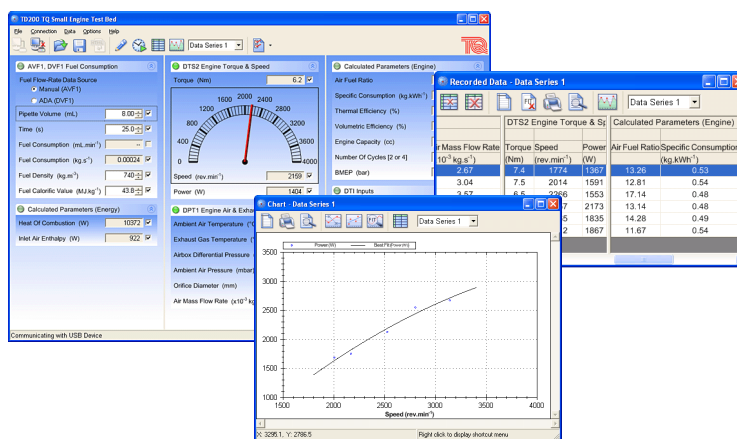 TD200 TQ Small Engine Test Bed
File Connection Data Options Help
Data Series 1
TQ
AVF1, DVF1 Fuel Consumption
Fuel Flow-Rate Data Source
Manual (AVF1)
ADA (DVF1)
Pipette Volume (mL) 8.00
Time (s) 25.0
Fuel Consumption (mL.min⁻¹) --
Fuel Consumption (kg.s⁻¹) 0.00024
Fuel Density (kg.m⁻³) 740
Fuel Calorific Value (MJ.kg⁻¹) 43.8
Calculated Parameters (Energy)
Heat Of Combustion (W) 10372
Inlet Air Enthalpy (W) 922
DTS2 Engine Torque & Speed
Torque (Nm) 6.2
0 400 800 1200 1600 2000 2400 2800 3200 3600 4000
Speed (rev.min⁻¹) 2159
Power (W) 1404
DPT1 Engine Air & Exha
Ambient Air Temperature (°
Exhaust Gas Temperature (
Airbox Differential Pressure
Ambient Air Pressure (mbar)
Orifice Diameter (mm)
Air Mass Flow Rate (x10⁻³ kg
Calculated Parameters (Engine)
Air Fuel Ratio
Specific Consumption (kg.kWh⁻¹)
Thermal Efficiency (%)
Volumetric Efficiency (%)
Engine Capacity (cc)
Number Of Cycles [2 or 4]
BMEP (bar)
DTI Inputs
Communicating with USB Device
Recorded Data - Data Series 1
Data Series 1
DTS2 Engine Torque & Sp Calculated Parameters (Engine)
ir Mass Flow Rate Torque Speed Power Air Fuel Ratio Specific Consumption
10⁻³ kg.s⁻¹) (Nm) (rev.min⁻¹) (W) (kg.kWh⁻¹)
2.67 7.4 1774 1367 13.26 0.53
3.04 7.5 2014 1591 12.81 0.54
3.57 6.5 2266 1553 17.14 0.48
7 2173 13.14 0.48
5 1835 14.28 0.49
2 1867 11.67 0.54
Chart - Data Series 1
Data Series 1
Power (W) Best Fit (Power (W))
3500
3000
2500
2000
1500
1000
1500 2000 2500 3000 3500 4000
Speed (rev.min⁻¹)
X: 3295.1, Y: 2786.5 Right click to display shortcut menu